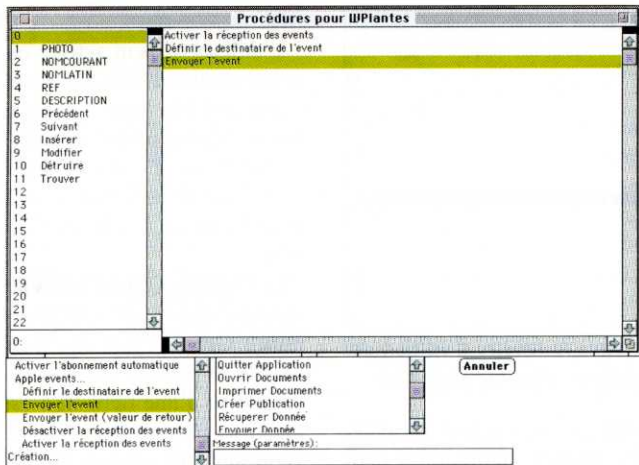 Procédures pour WPlantes
0
1 PHOTO
2 NOMCOURANT
3 NOMLATIN
4 REF
5 DESCRIPTION
6 Précédent
7 Suivant
8 Insérer
9 Modifier
10 Détruire
11 Trouver
12
13
14
15
16
17
18
19
20
21
22
0:
Activer la réception des events
Définir le destinataire de l'event
Envoyer l'event
Activer l'abonnement automatique
Apple events...
Définir le destinataire de l'event
Envoyer l'event
Envoyer l'event (valeur de retour)
Désactiver la réception des events
Activer la réception des events
Création...
Quitter Application
Ouvrir Documents
Imprimer Documents
Créer Publication
Récuperer Donnée
Envoyer Donnée
Message (paramètres):
Annuler